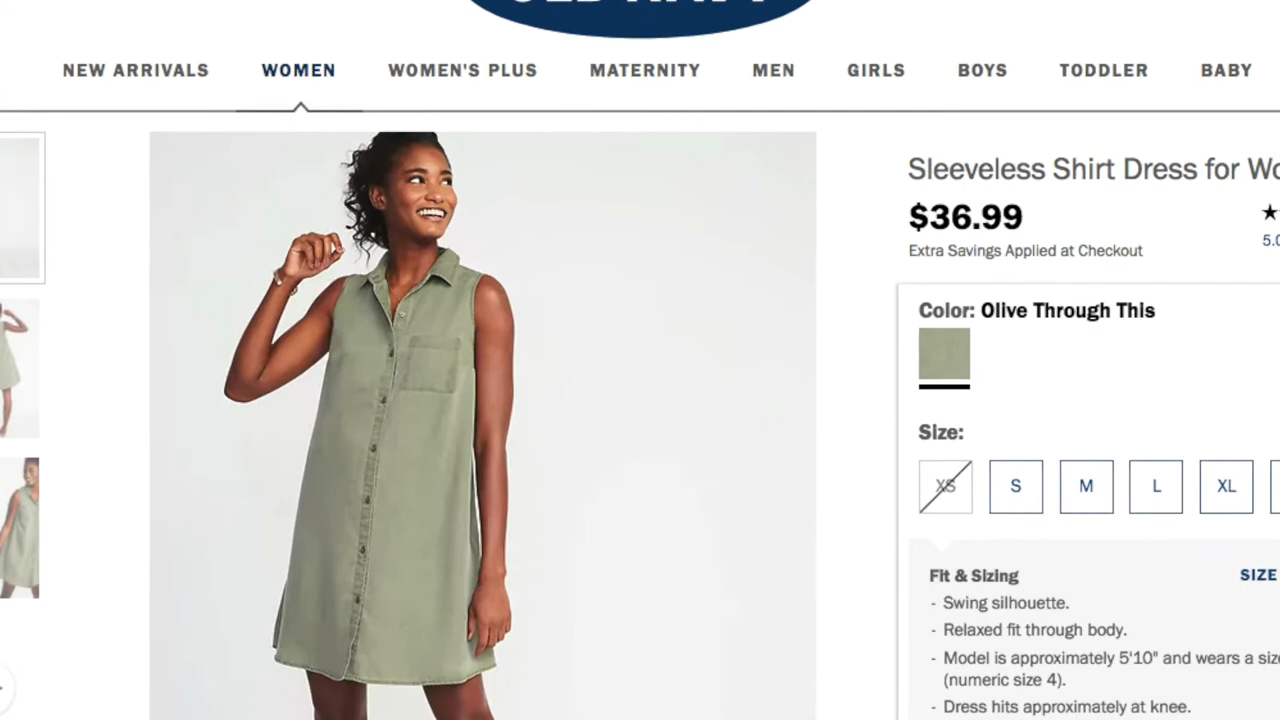 OLD NAVY
NEW ARRIVALS WOMEN WOMEN'S PLUS MATERNITY MEN GIRLS BOYS TODDLER BABY
Sleeveless Shirt Dress for Wo
$36.99
Extra Savings Applied at Checkout
5.0
Color: Olive Through This
Size:
XS S M L XL
Fit & Sizing SIZE
- Swing silhouette.
- Relaxed fit through body.
- Model is approximately 5'10" and wears a size
(numeric size 4).
- Dress hits approximately at knee.